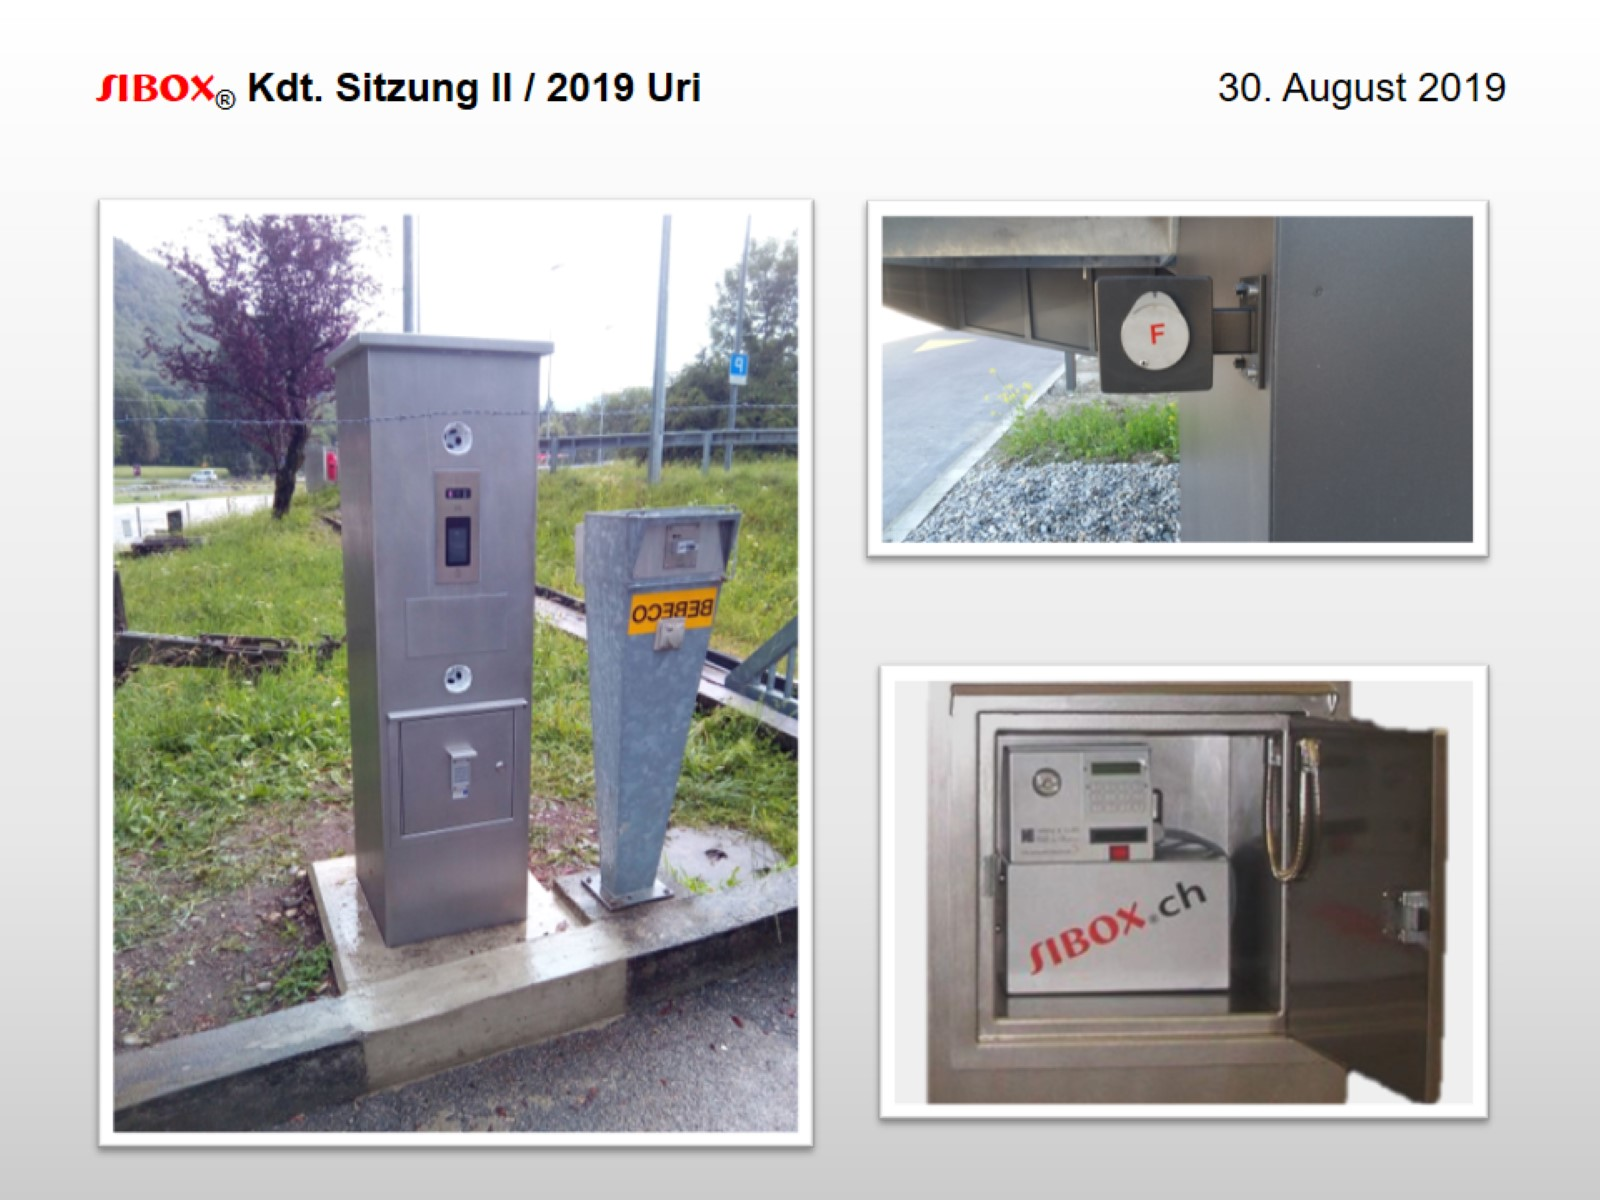 SIBOX® Kdt. Sitzung II / 2019 Uri
30. August 2019
P
BEBECO
F
SIBOX.ch